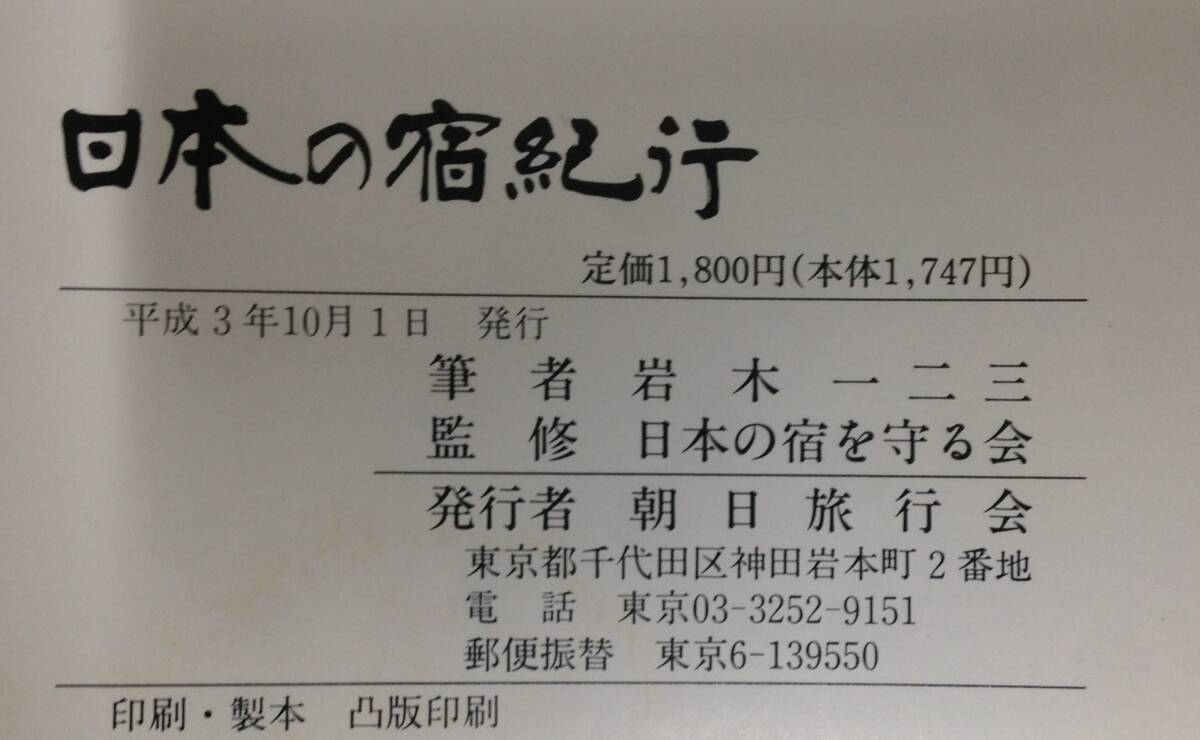 日本の宿紀行
定価1,800円(本体1,747円)
平成3年10月1日 発行
筆者 岩木一二三
監修 日本の宿を守る会
発行者 朝日旅行会
東京都千代田区神田岩本町2番地
電話 東京03-3252-9151
郵便振替 東京6-139550
印刷・製本 凸版印刷